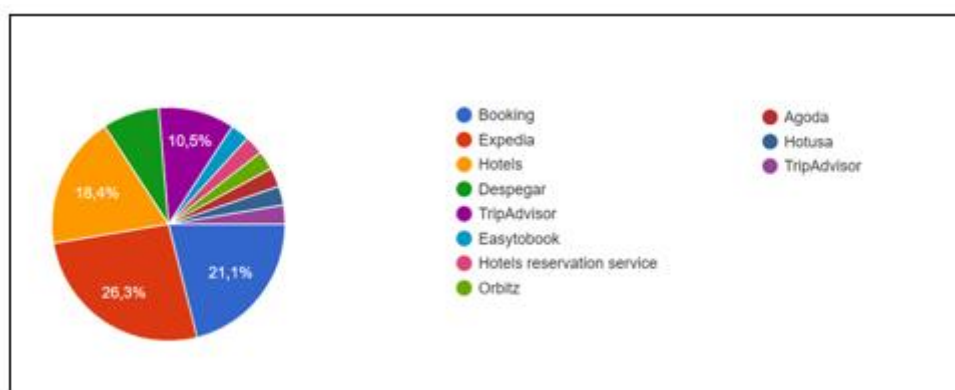 10,5%
18,4%
21,1%
26,3%
Booking
Expedia
Hotels
Despegar
TripAdvisor
Easytobook
Hotels reservation service
Orbitz
Agoda
Hotusa
TripAdvisor